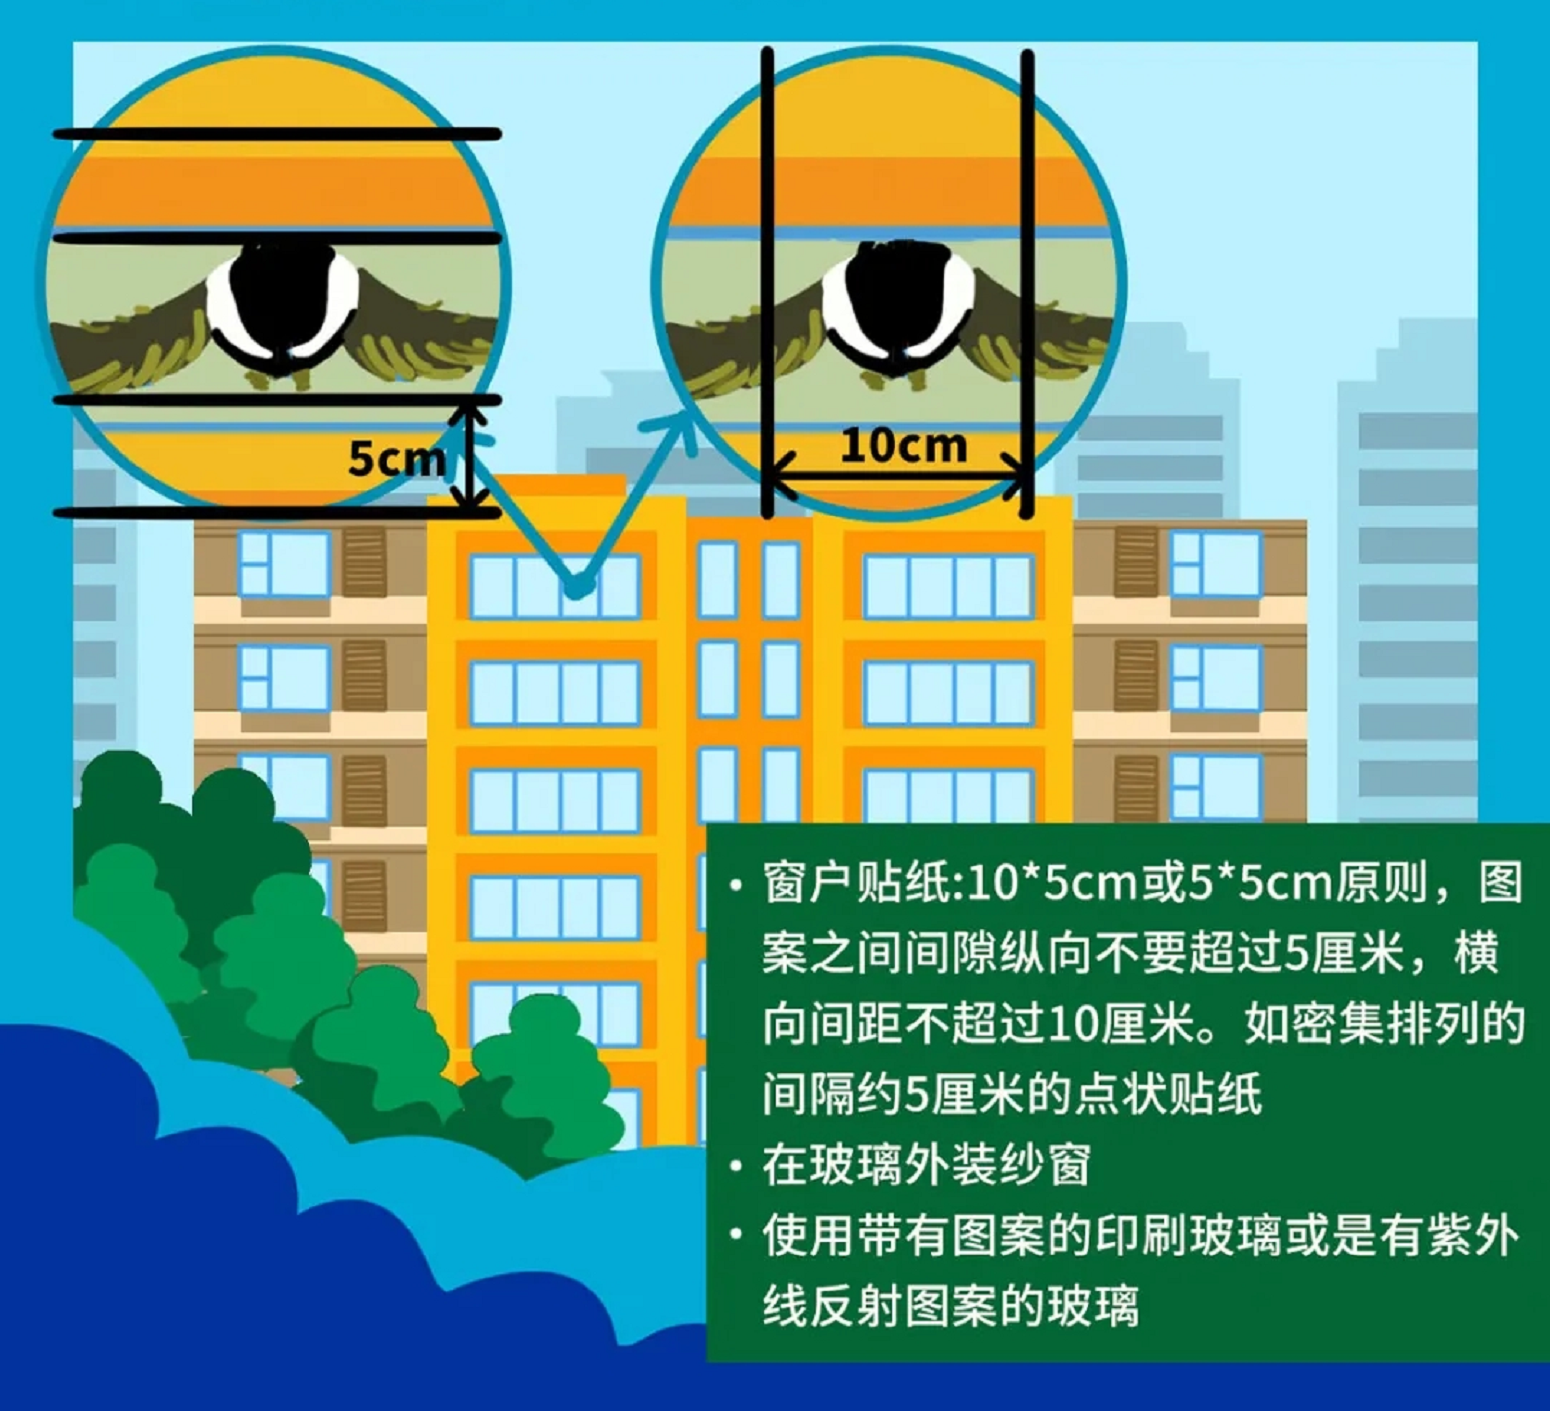 5cm
10cm
• 窗户贴纸:10*5cm或5*5cm原则，图
案之间间隙纵向不要超过5厘米，横
向间距不超过10厘米。如密集排列的
间隔约5厘米的点状贴纸
• 在玻璃外装纱窗
• 使用带有图案的印刷玻璃或是有紫外
线反射图案的玻璃